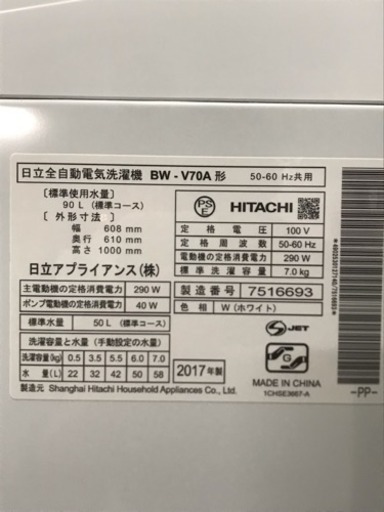 日立全自動電気洗濯機 BW - V70A 形 50-60 Hz共用
〔標準使用水量〕
90 L（標準コース）
〔外形寸法〕
幅 608 mm
奥行 610 mm
高さ 1000 mm
日立アプライアンス(株)
主電動機の定格消費電力 290 W
ポンプ電動機の定格消費電力 40 W
標準水量 50 L（標準コース）
洗濯容量と水量（手動設定の水量）
洗濯容量(kg) 0.5 3.5 5.5 6.0 7.0
水 量(L) 22 32 42 50 58
製造元 Shanghai Hitachi Household Appliances Co., Ltd.
PS
E
HITACHI
定格電圧 100 V
定格周波数 50-60 Hz
電動機の定格消費電力 290 W
標準洗濯容量 7.0 kg
製造番号 7516693
色相 W (ホワイト)
S JET
G
2017年製
MADE IN CHINA
1CHSE3667-A
-PP-